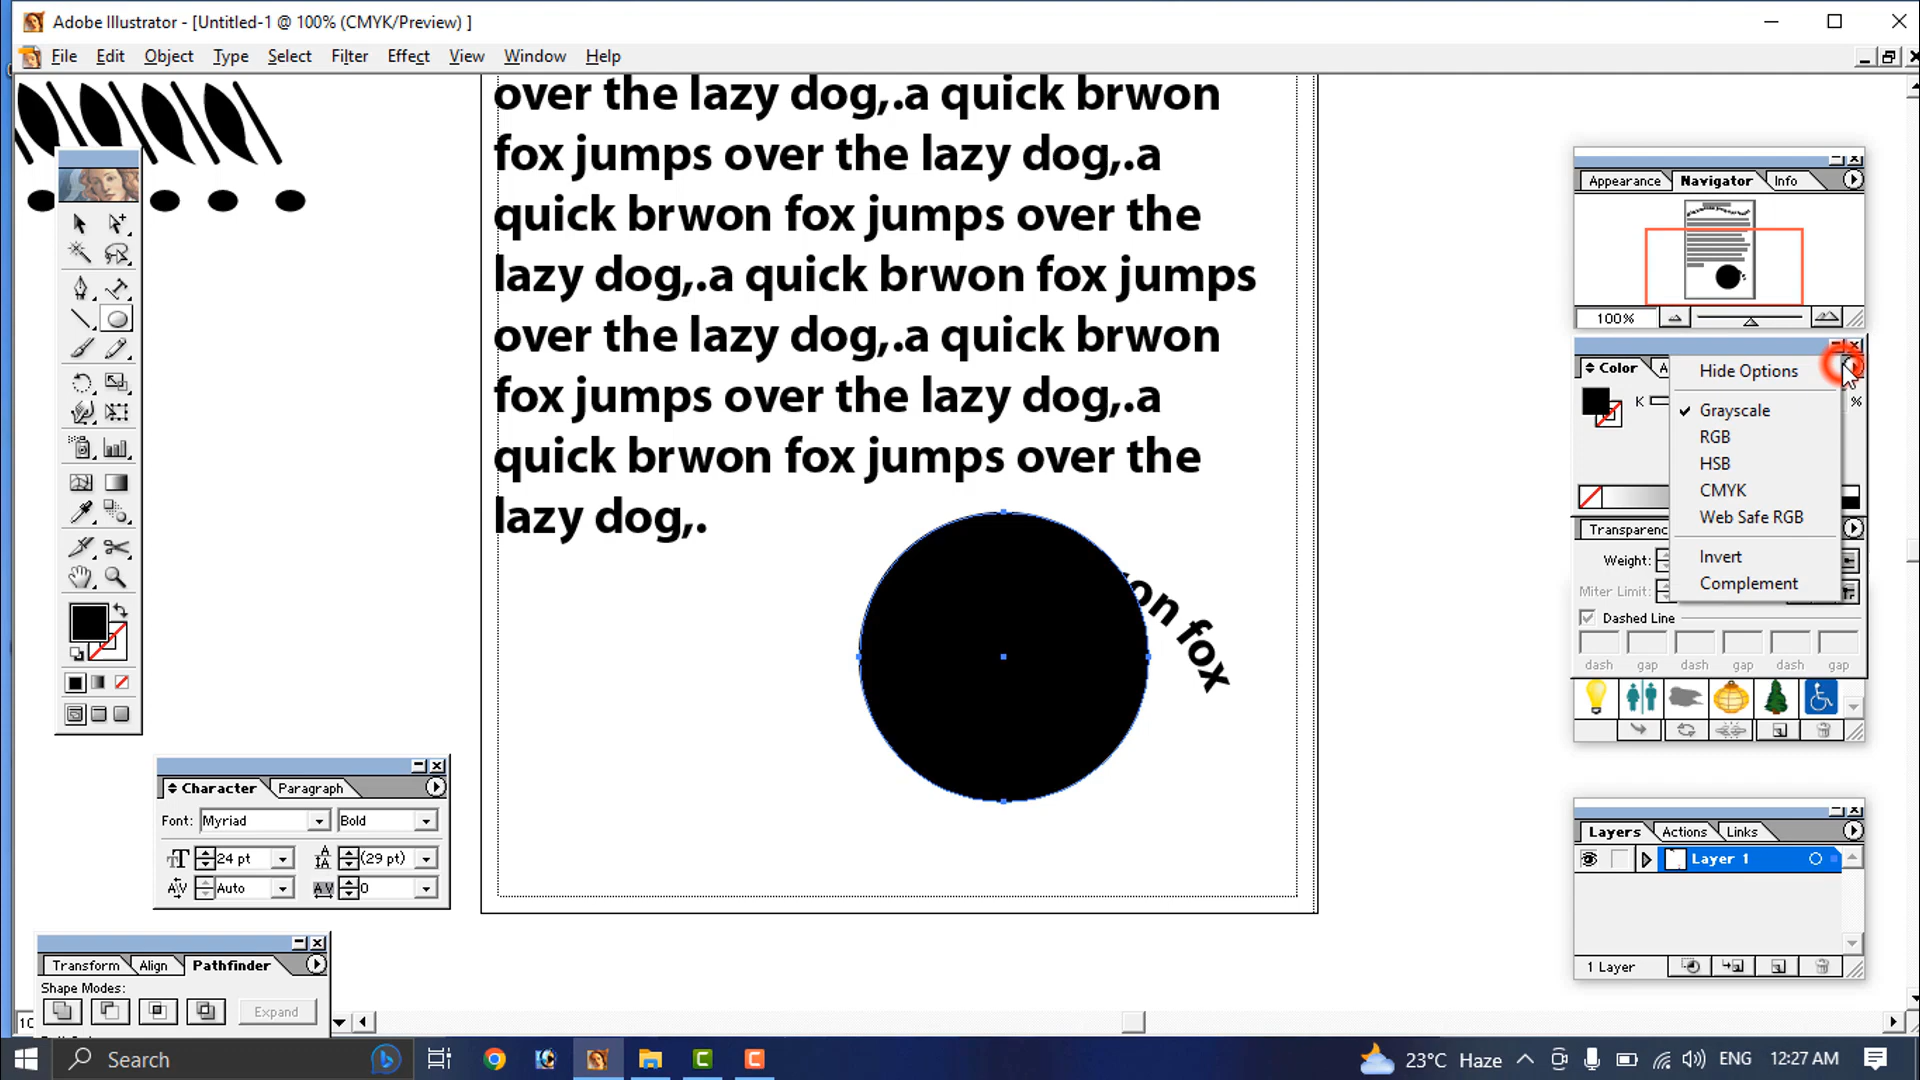 Adobe Illustrator - [Untitled-1 @ 100% (CMYK/Preview) ]
File Edit Object Type Select Filter Effect View Window Help
over the lazy dog,.a quick brwon
fox jumps over the lazy dog,.a
quick brwon fox jumps over the
lazy dog,.a quick brwon fox jumps
over the lazy dog,.a quick brwon
fox jumps over the lazy dog,.a
quick brwon fox jumps over the
lazy dog,.
on fox
Appearance Navigator Info
100%
Color A
K %
Hide Options
Grayscale
RGB
HSB
CMYK
Web Safe RGB
Invert
Complement
Transparenc
Weight:
Miter Limit:
Dashed Line
dash gap dash gap dash gap
Character Paragraph
Font: Myriad Bold
24 pt (29 pt)
Auto 0
Layers Actions Links
Layer 1
1 Layer
Transform Align Pathfinder
Shape Modes:
Expand
Search
23°C Haze ENG 12:27 AM